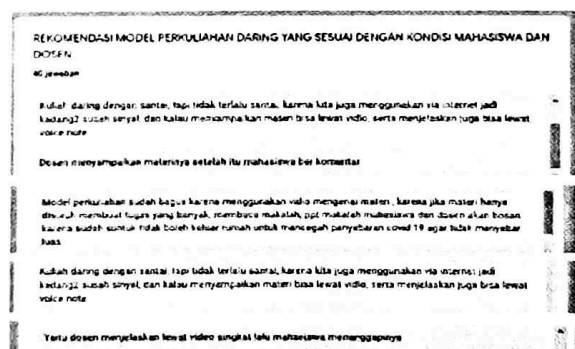 REKOMENDASI MODEL PERKULIAHAN DARING YANG SESUAI DENGAN KONDISI MAHASISWA DAN
DOSEN
40 jawaban
Kuliah daring dengan santai, tapi tidak terlalu santai, karena kita juga menggunakan via internet jadi
kadang2 susah sinyal, dan kalau menyampaikan materi bisa lewat vidio, serta menjelaskan juga bisa lewat
voice note
Dosen menyampaikan materinya setelah itu mahasiswa ber komentar
Model perkuliahan sudah bagus karena menggunakan vidio mengenai materi, karena jika materi hanya
disuruh membuat tugas yang banyak, membaca makalah, ppt makalah mahasiswa dan dosen akan bosan
karena sudah suntuk tidak boleh keluar rumah untuk mencegah penyebaran covid 19 agar tidak menyebar
luas
Kuliah daring dengan santai, tapi tidak terlalu santai, karena kita juga menggunakan via internet jadi
kadang2 susah sinyal, dan kalau menyampaikan materi bisa lewat vidio, serta menjelaskan juga bisa lewat
voice note
Tentu dosen menjelaskan lewat video singkat lalu mahasiswa menanggapinya